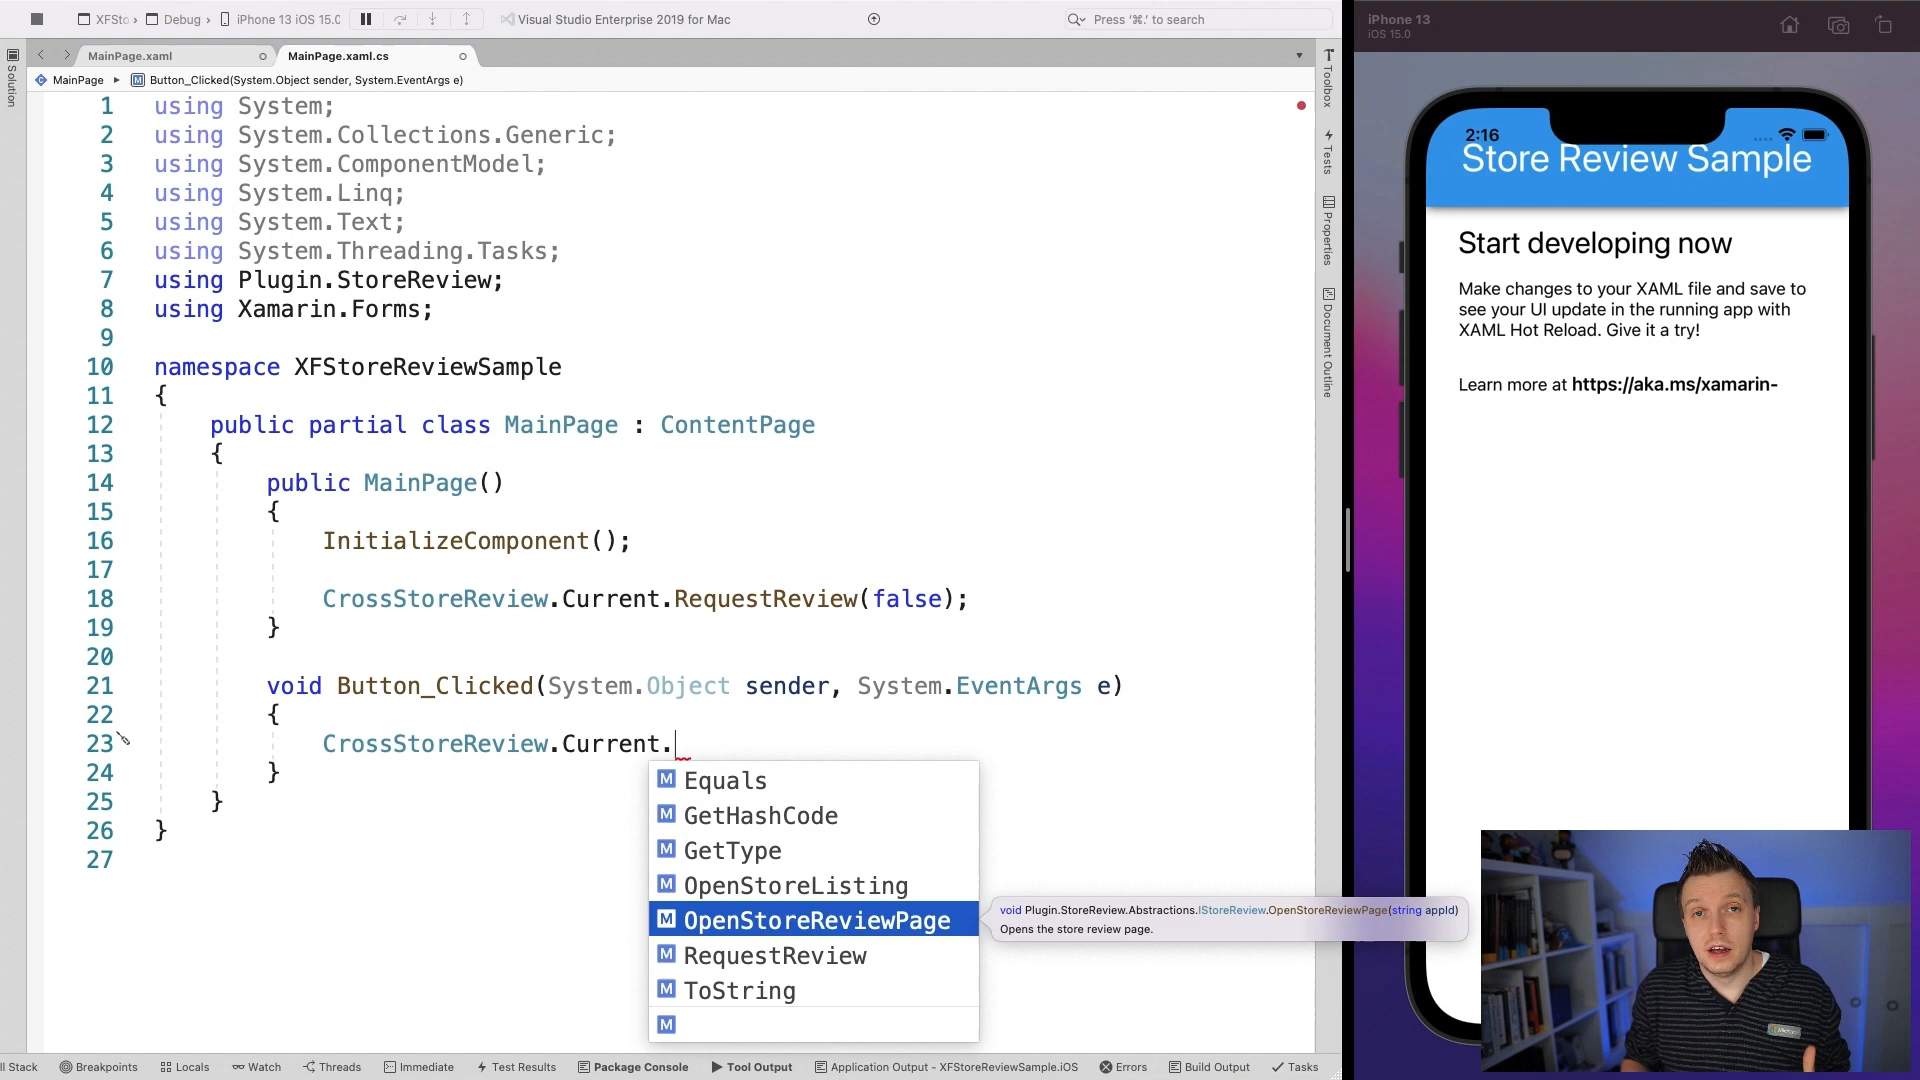 XFSto
Debug
iPhone 13 iOS 15.0
Visual Studio Enterprise 2019 for Mac
Press '⌘.' to search
MainPage.xaml
MainPage.xaml.cs
MainPage
Button_Clicked(System.Object sender, System.EventArgs e)
Solution
1 using System;
2 using System.Collections.Generic;
3 using System.ComponentModel;
4 using System.Linq;
5 using System.Text;
6 using System.Threading.Tasks;
7 using Plugin.StoreReview;
8 using Xamarin.Forms;
9
10 namespace XFStoreReviewSample
11 {
12 public partial class MainPage : ContentPage
13 {
14 public MainPage()
15 {
16 InitializeComponent();
17
18 CrossStoreReview.Current.RequestReview(false);
19 }
20
21 void Button_Clicked(System.Object sender, System.EventArgs e)
22 {
23 CrossStoreReview.Current.
24 }
25 }
26 }
27
M Equals
M GetHashCode
M GetType
M OpenStoreListing
M OpenStoreReviewPage
M RequestReview
M ToString
M
void Plugin.StoreReview.Abstractions.IStoreReview.OpenStoreReviewPage(string appId)
Opens the store review page.
Toolbox
Tests
Properties
Document Outline
ll Stack
Breakpoints
Locals
Watch
Threads
Immediate
Test Results
Package Console
Tool Output
Application Output - XFStoreReviewSample.iOS
Errors
Build Output
Tasks
iPhone 13
iOS 15.0
2:16
Store Review Sample
Start developing now
Make changes to your XAML file and save to
see your UI update in the running app with
XAML Hot Reload. Give it a try!
Learn more at https://aka.ms/xamarin-